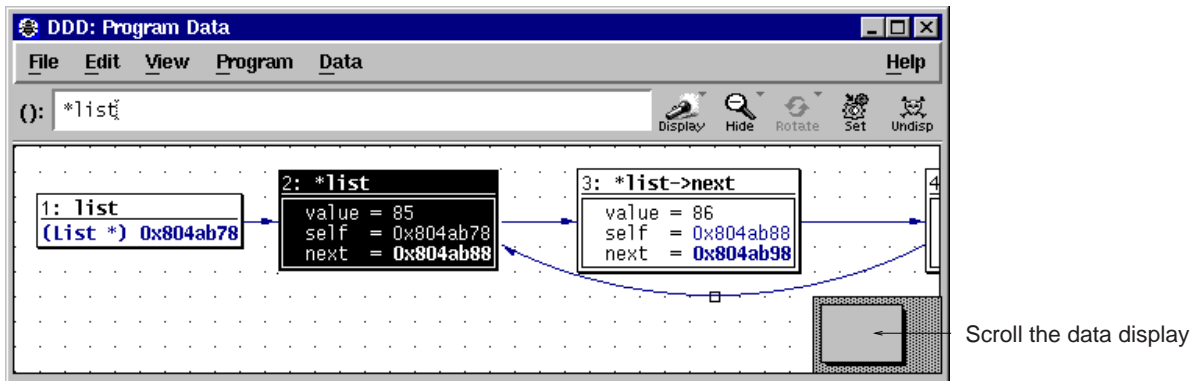 DDD: Program Data
File Edit View Program Data Help
(): *list
Display Hide Rotate Set Undisp
1: list
(List *) 0x804ab78
2: *list
value = 85
self = 0x804ab78
next = 0x804ab88
3: *list->next
value = 86
self = 0x804ab88
next = 0x804ab98
4
Scroll the data display